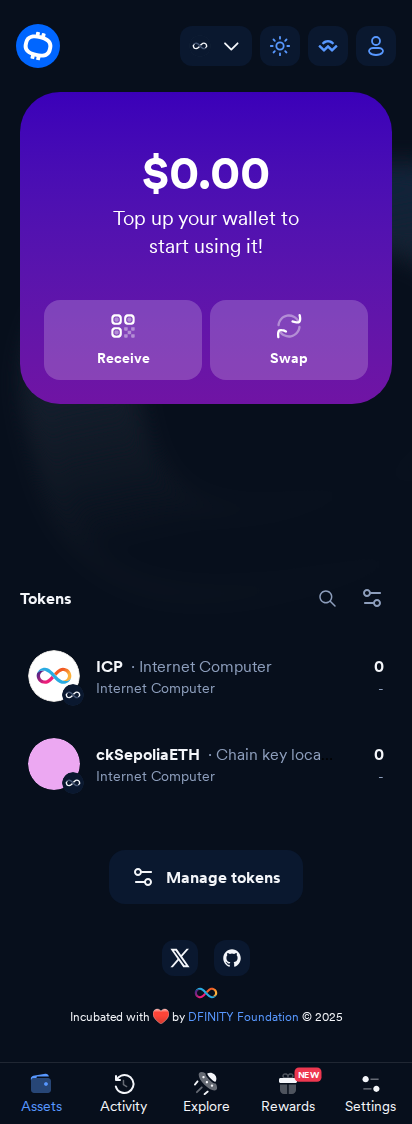 $0.00
Top up your wallet to
start using it!
Receive
Swap
Tokens
ICP · Internet Computer
0
Internet Computer
-
ckSepoliaETH · Chain key loca...
0
Internet Computer
-
Manage tokens
Incubated with ❤️ by DFINITY Foundation © 2025
NEW
Assets
Activity
Explore
Rewards
Settings